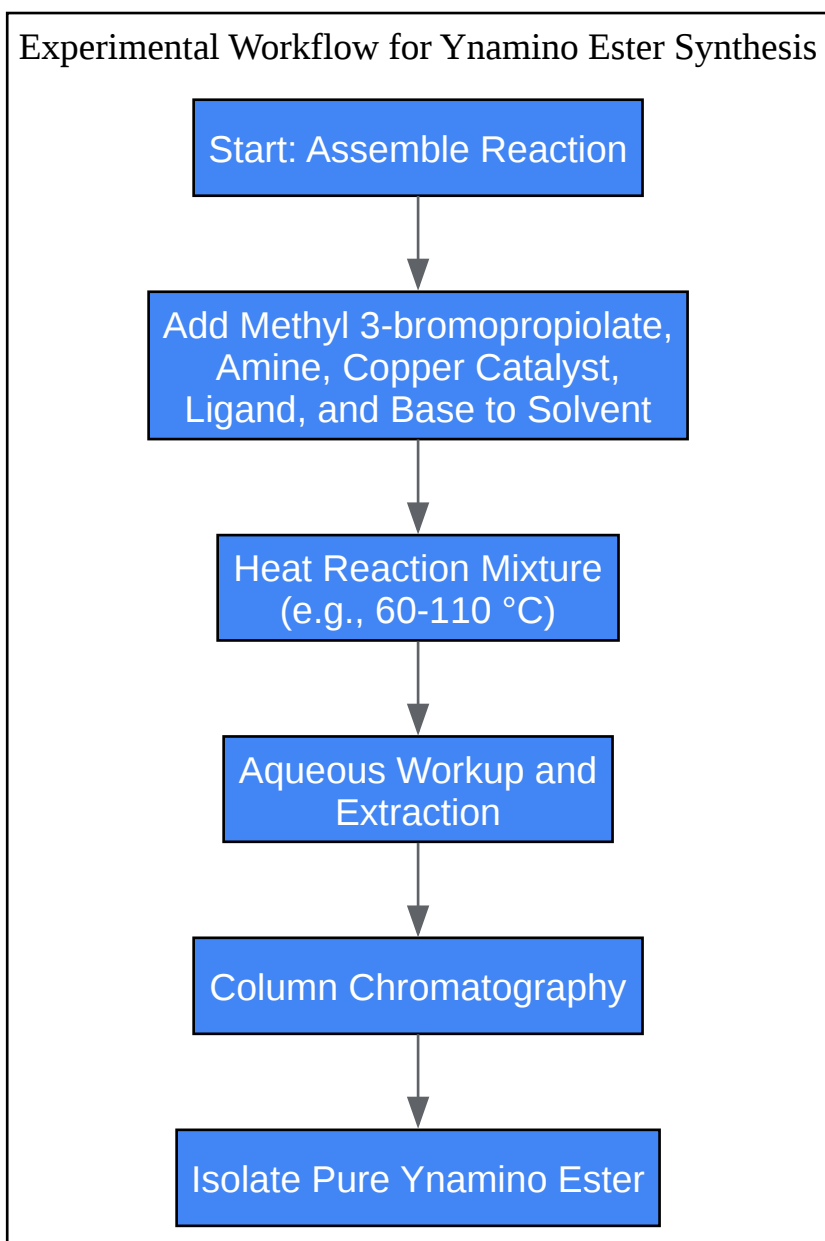 Experimental Workflow for Ynamino Ester Synthesis
Start: Assemble Reaction
Add Methyl 3-bromopropiolate,
Amine, Copper Catalyst,
Ligand, and Base to Solvent
Heat Reaction Mixture
(e.g., 60-110 °C)
Aqueous Workup and
Extraction
Column Chromatography
Isolate Pure Ynamino Ester